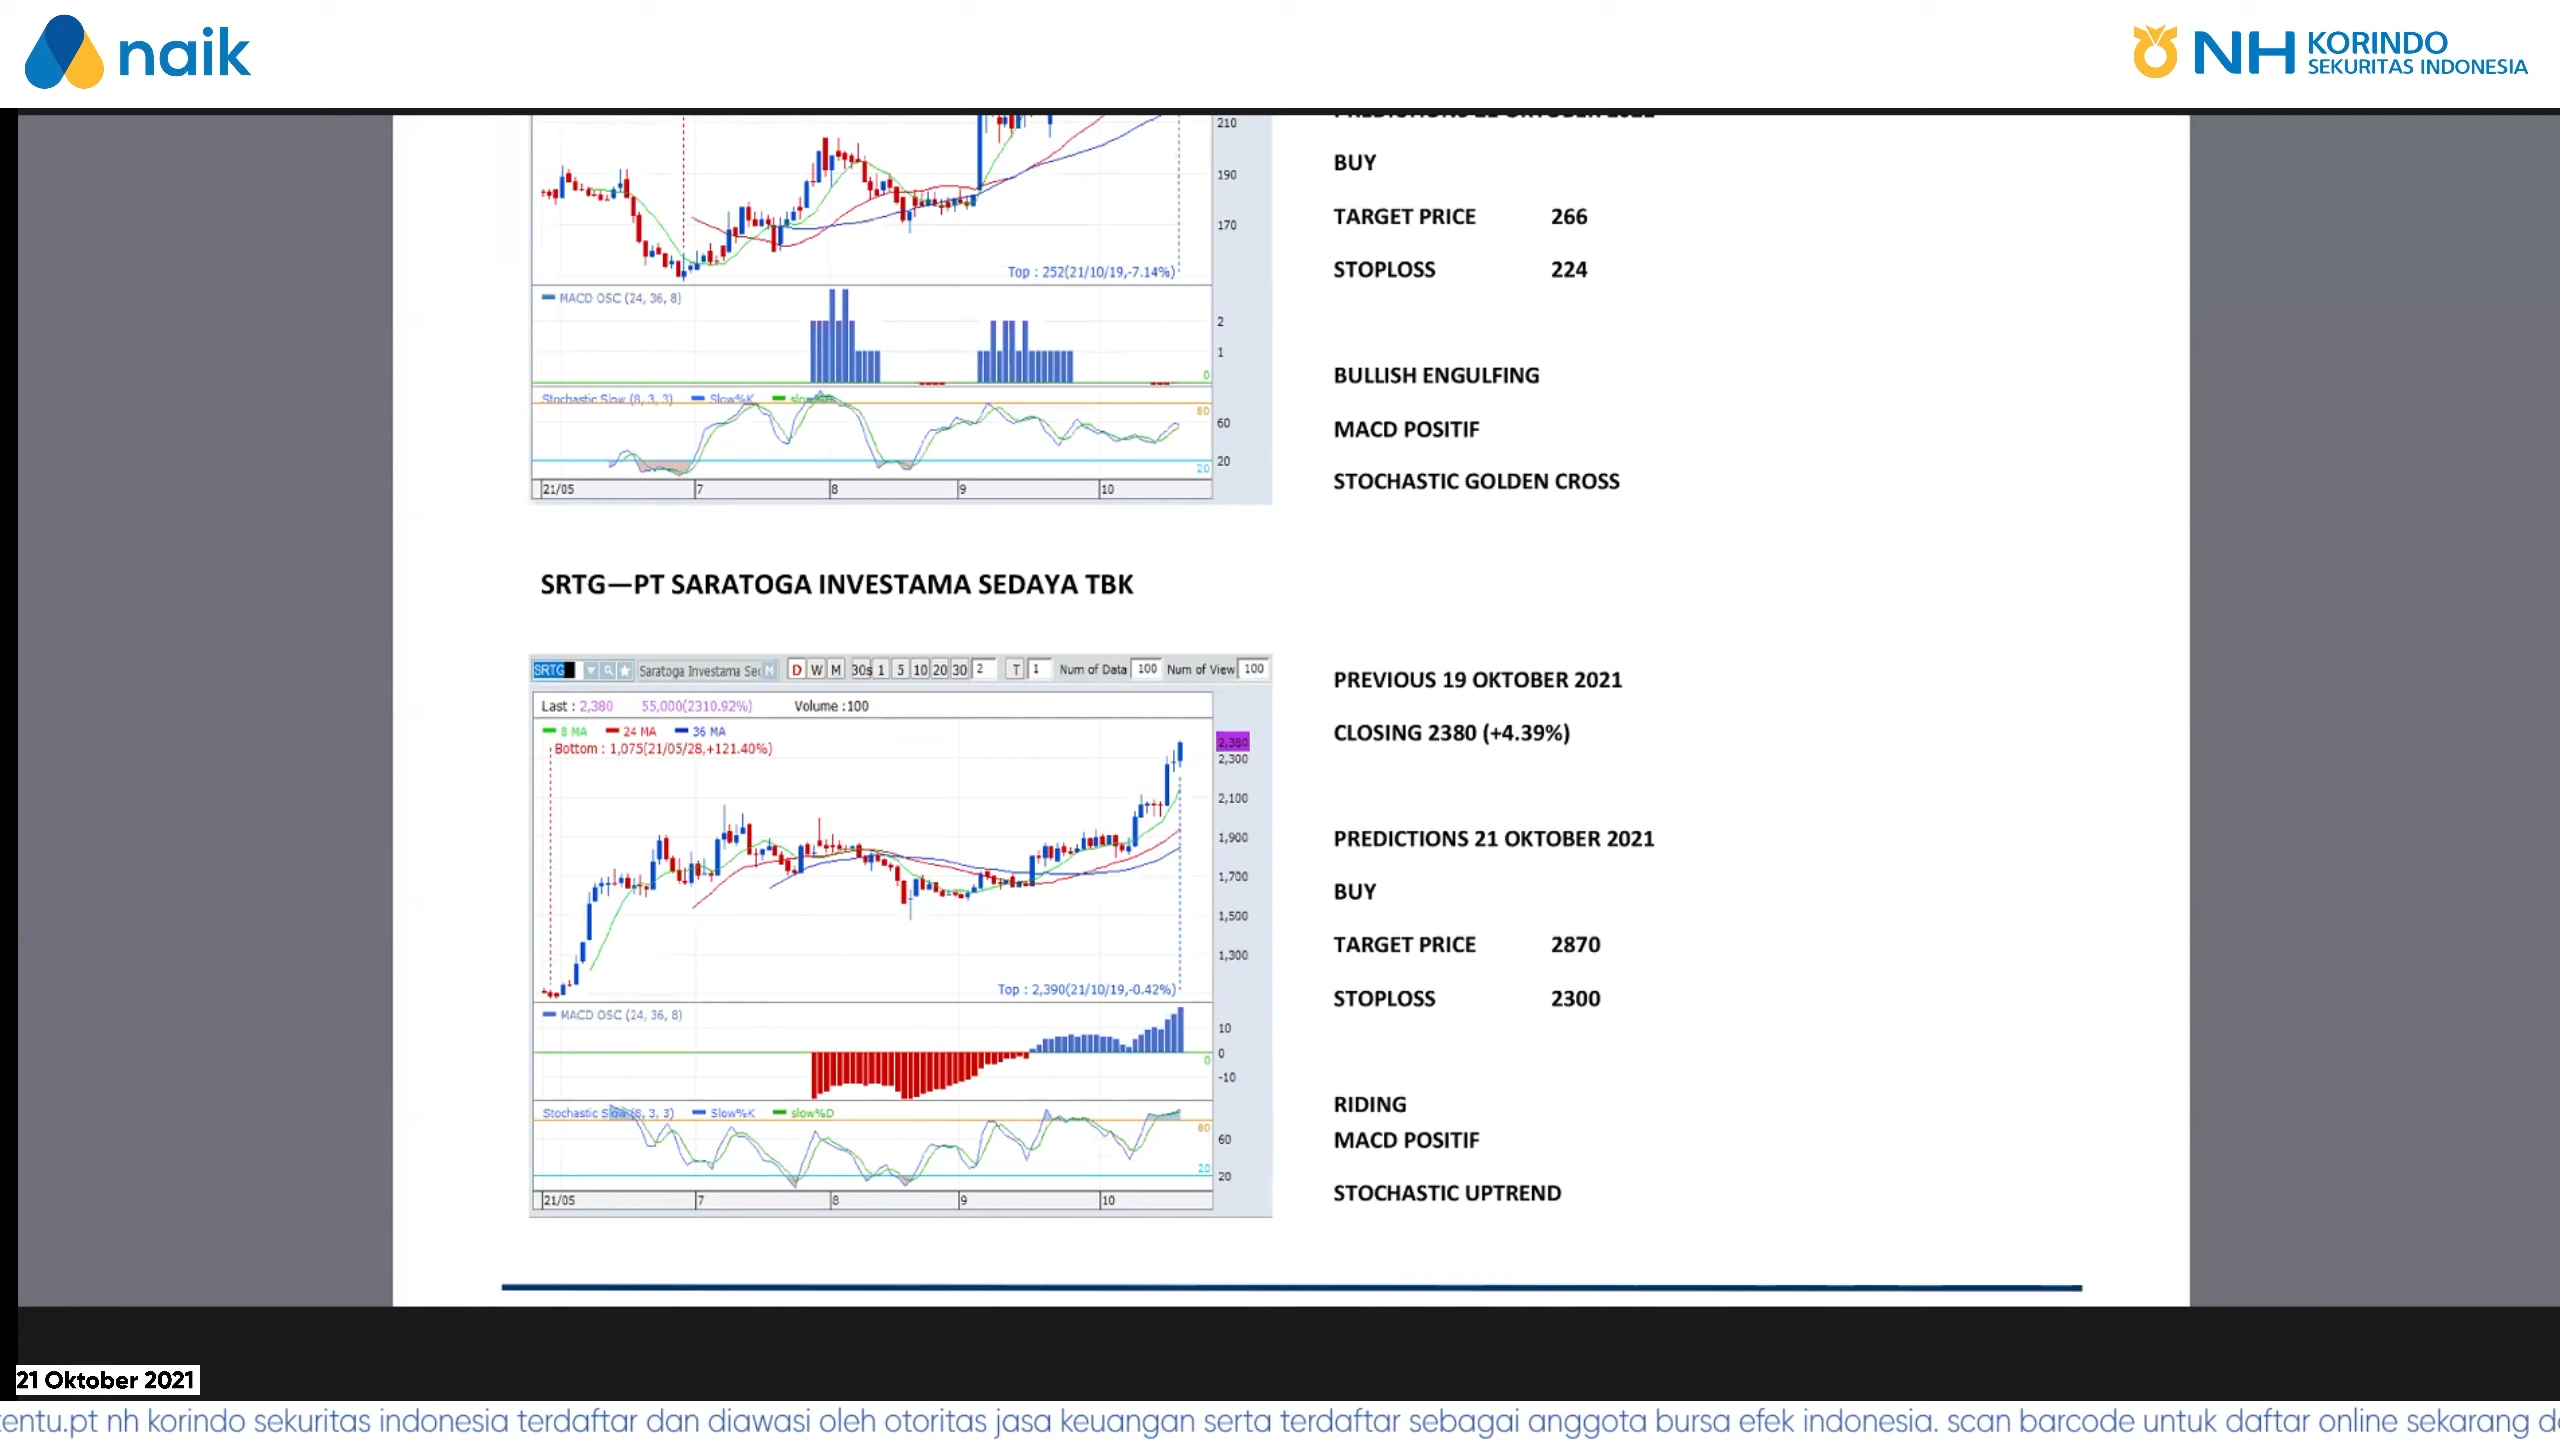 naik
NH KORINDO
SEKURITAS INDONESIA
210
190
170
Top : 252(21/10/19,-7.14%)
MACD OSC (24, 36, 8)
2
1
0
Stochastic Slow (8, 3, 3) Slow%K slow%D
80
60
20 20
21/05 7 8 9 10
PREDICTIONS 21 OKTOBER 2021
BUY
TARGET PRICE 266
STOPLOSS 224
BULLISH ENGULFING
MACD POSITIF
STOCHASTIC GOLDEN CROSS
SRTG—PT SARATOGA INVESTAMA SEDAYA TBK
SRTG Saratoga Investama Sec M D W M 30s 1 5 10 20 30 2 T 1 Num of Data 100 Num of View 100
Last : 2,380 55,000(2310.92%) Volume :100
8 MA 24 MA 36 MA
Bottom : 1,075(21/05/28,+121.40%)
2,380
2,300
2,100
1,900
1,700
1,500
1,300
Top : 2,390(21/10/19,-0.42%)
MACD OSC (24, 36, 8)
10
0
0
-10
Stochastic Slow (8, 3, 3) Slow%K slow%D
80
60
20
20
21/05 7 8 9 10
PREVIOUS 19 OKTOBER 2021
CLOSING 2380 (+4.39%)
PREDICTIONS 21 OKTOBER 2021
BUY
TARGET PRICE 2870
STOPLOSS 2300
RIDING
MACD POSITIF
STOCHASTIC UPTREND
21 Oktober 2021
tentu.pt nh korindo sekuritas indonesia terdaftar dan diawasi oleh otoritas jasa keuangan serta terdaftar sebagai anggota bursa efek indonesia. scan barcode untuk daftar online sekarang